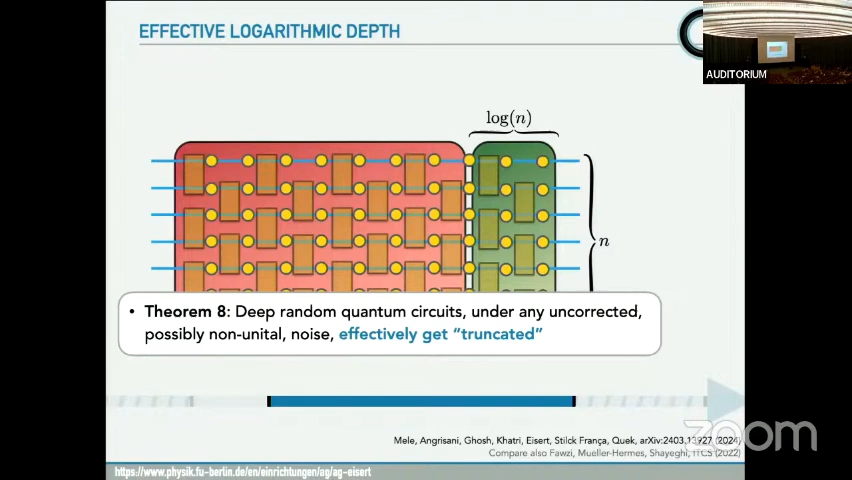 EFFECTIVE LOGARITHMIC DEPTH
AUDITORIUM
log(n)
n
• Theorem 8: Deep random quantum circuits, under any uncorrected,
possibly non-unital, noise, effectively get “truncated”
Mele, Angrisani, Ghosh, Khatri, Eisert, Stilck França, Quek, arXiv:2403.13927 (2024)
Compare also Fawzi, Mueller-Hermes, Shayeghi, ITCS (2022)
zoom
https://www.physik.fu-berlin.de/en/einrichtungen/ag/ag-eisert